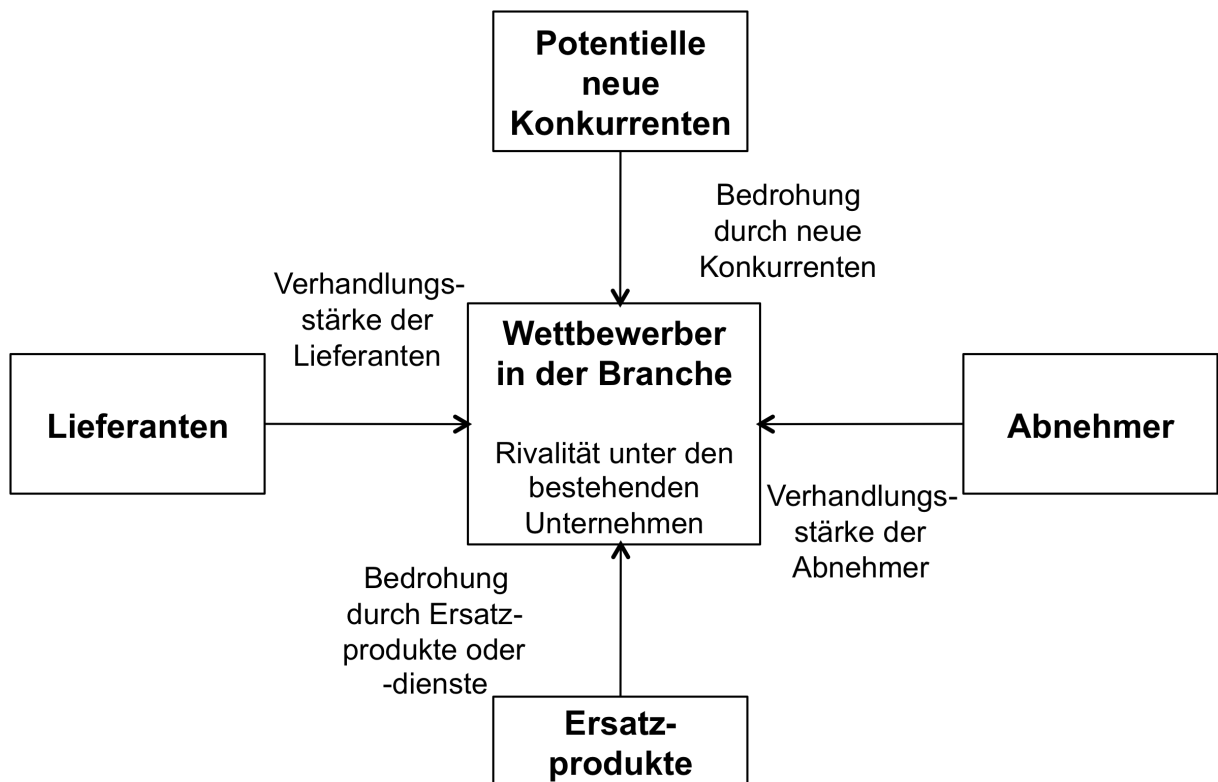 Potentielle
neue
Konkurrenten
Bedrohung
durch neue
Konkurrenten
Verhandlungs-
stärke der
Lieferanten
Wettbewerber
in der Branche
Lieferanten
Abnehmer
Rivalität unter den
bestehenden
Unternehmen
Verhandlungs-
stärke der
Abnehmer
Bedrohung
durch Ersatz-
produkte oder
-dienste
Ersatz-
produkte